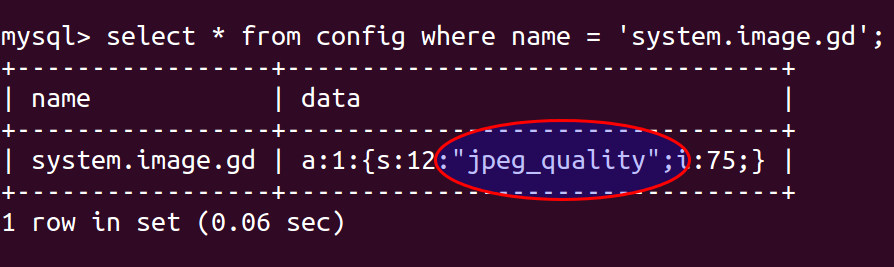 mysql> select * from config where name = 'system.image.gd';
+-----------------+---------------------------------+
| name            | data                            |
+-----------------+---------------------------------+
| system.image.gd | a:1:{s:12:"jpeg_quality";i:75;} |
+-----------------+---------------------------------+
1 row in set (0.06 sec)